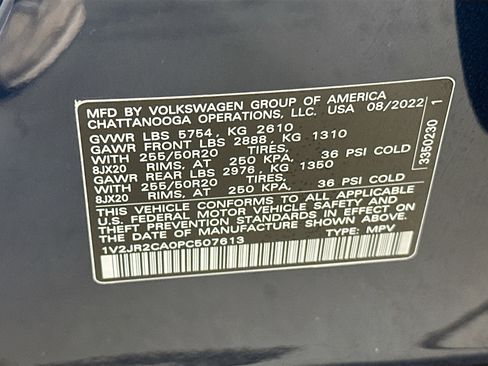 MFD BY VOLKSWAGEN GROUP OF AMERICA
CHATTANOOGA OPERATIONS, LLC. USA 08/2022
GVWR LBS 5754, KG 2610
GAWR FRONT LBS 2888, KG 1310
WITH 255/50R20 TIRES.
8JX20 RIMS, AT 250 KPA, 36 PSI COLD
GAWR REAR LBS 2976, KG 1350
WITH 255/50R20 TIRES.
8JX20 RIMS, AT 250 KPA, 36 PSI COLD
THIS VEHICLE CONFORMS TO ALL APPLICABLE
U.S. FEDERAL MOTOR VEHICLE SAFETY AND
THEFT PREVENTION STANDARDS IN EFFECT ON
THE DATE OF MANUFACTURE SHOWN ABOVE.
1V2JR2CA0PC507613 TYPE: MPV
3350230 1